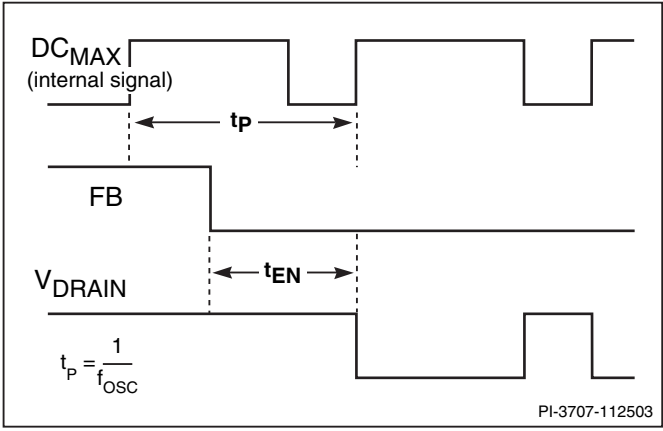 DCMAX
(internal signal)
tP
FB
tEN
VDRAIN
tP = 1/fOSC
PI-3707-112503